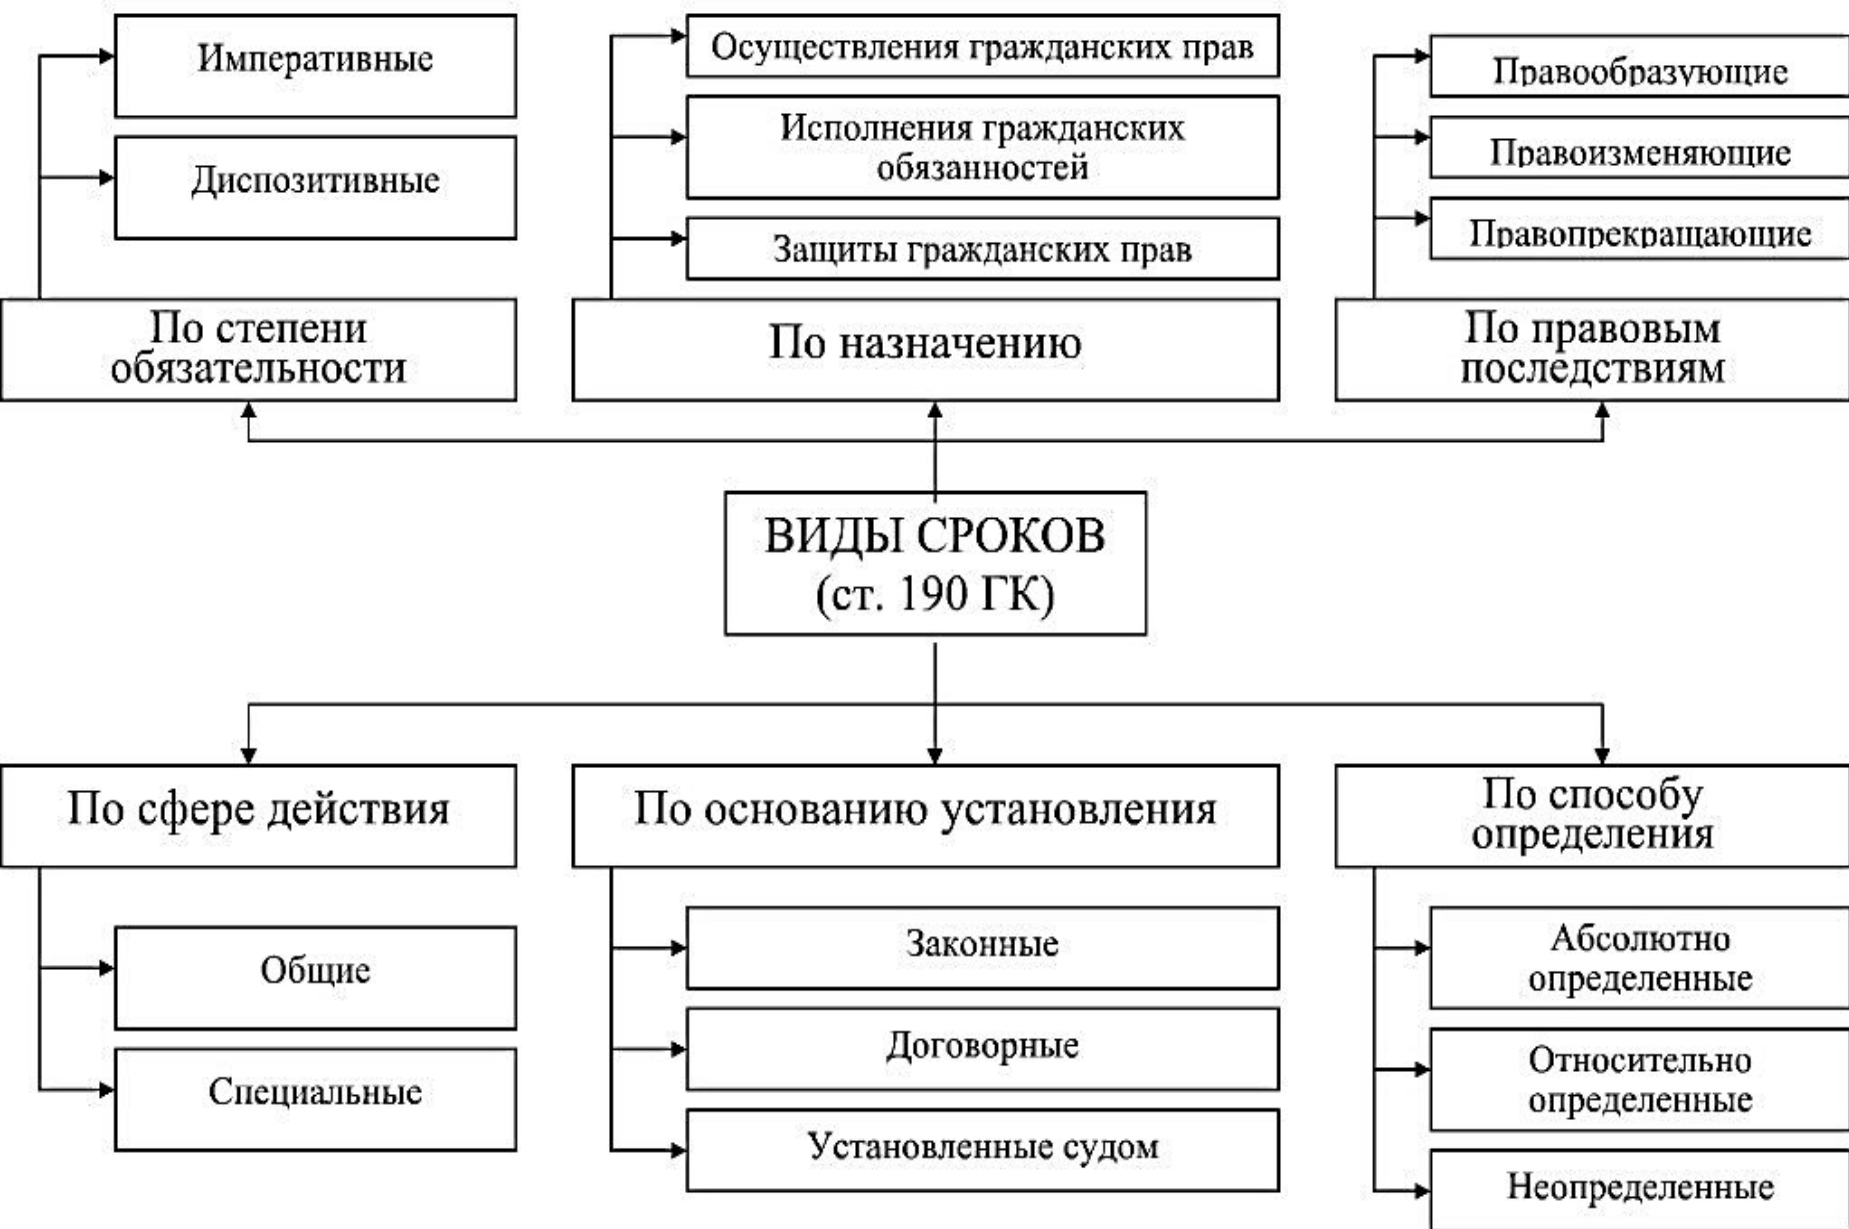 Императивные
Диспозитивные
По степени
обязательности
Осуществления гражданских прав
Исполнения гражданских
обязанностей
Защиты гражданских прав
По назначению
Правообразующие
Правоизменяющие
Правопрекращающие
По правовым
последствиям
ВИДЫ СРОКОВ
(ст. 190 ГК)
По сфере действия
Общие
Специальные
По основанию установления
Законные
Договорные
Установленные судом
По способу
определения
Абсолютно
определенные
Относительно
определенные
Неопределенные